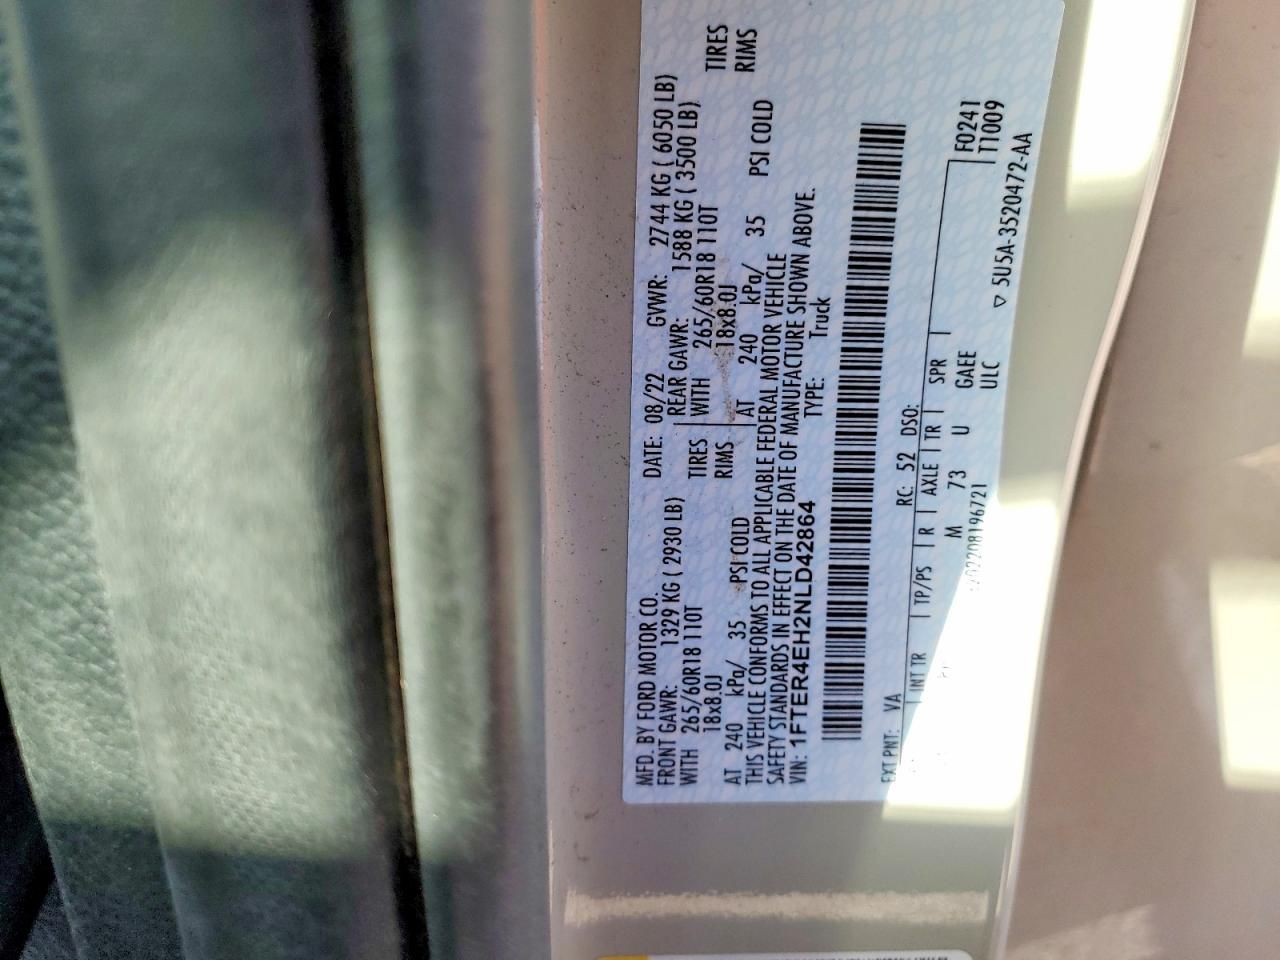 MFD. BY FORD MOTOR CO. DATE: 08/22 GVWR: 2744 KG ( 6050 LB)
FRONT GAWR: 1329 KG ( 2930 LB) REAR GAWR: 1588 KG ( 3500 LB)
WITH 265/60R18 110T TIRES WITH 265/60R18 110T TIRES
18x8.0J RIMS 18x8.0J RIMS
AT 240 kPa/ 35 PSI COLD AT 240 kPa/ 35 PSI COLD
THIS VEHICLE CONFORMS TO ALL APPLICABLE FEDERAL MOTOR VEHICLE
SAFETY STANDARDS IN EFFECT ON THE DATE OF MANUFACTURE SHOWN ABOVE.
VIN: 1FTER4EH2NLD42864 TYPE: Truck
EXT PNT: VA RC: 52 DSO: F0241
INT TR TP/PS R AXLE TR SPR T1009
M 73 U GAEE
ULC
5U5A-3520472-AA